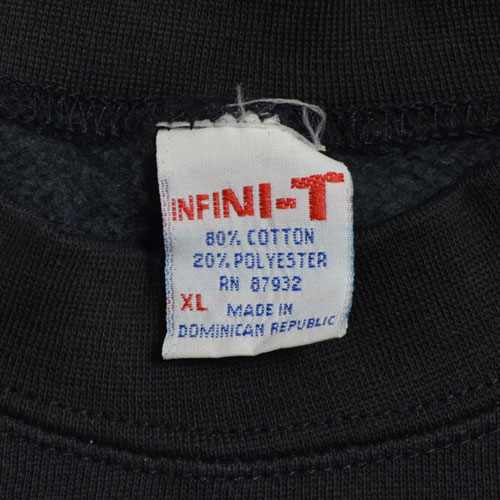 INFINI-T
80% COTTON
20% POLYESTER
RN 87932
XL MADE IN
DOMINICAN REPUBLIC